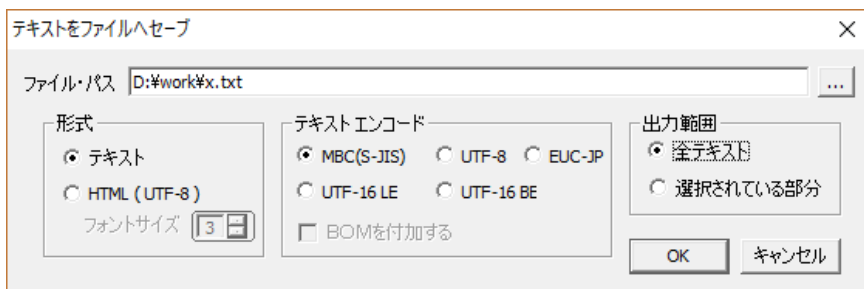 テキストをファイルへセーブ
ファイル・パス D:¥work¥x.txt ...
形式
テキスト
HTML ( UTF-8 )
フォントサイズ 3
テキスト エンコード
MBC(S-JIS) UTF-8 EUC-JP
UTF-16 LE UTF-16 BE
BOMを付加する
出力範囲
全テキスト
選択されている部分
OK キャンセル